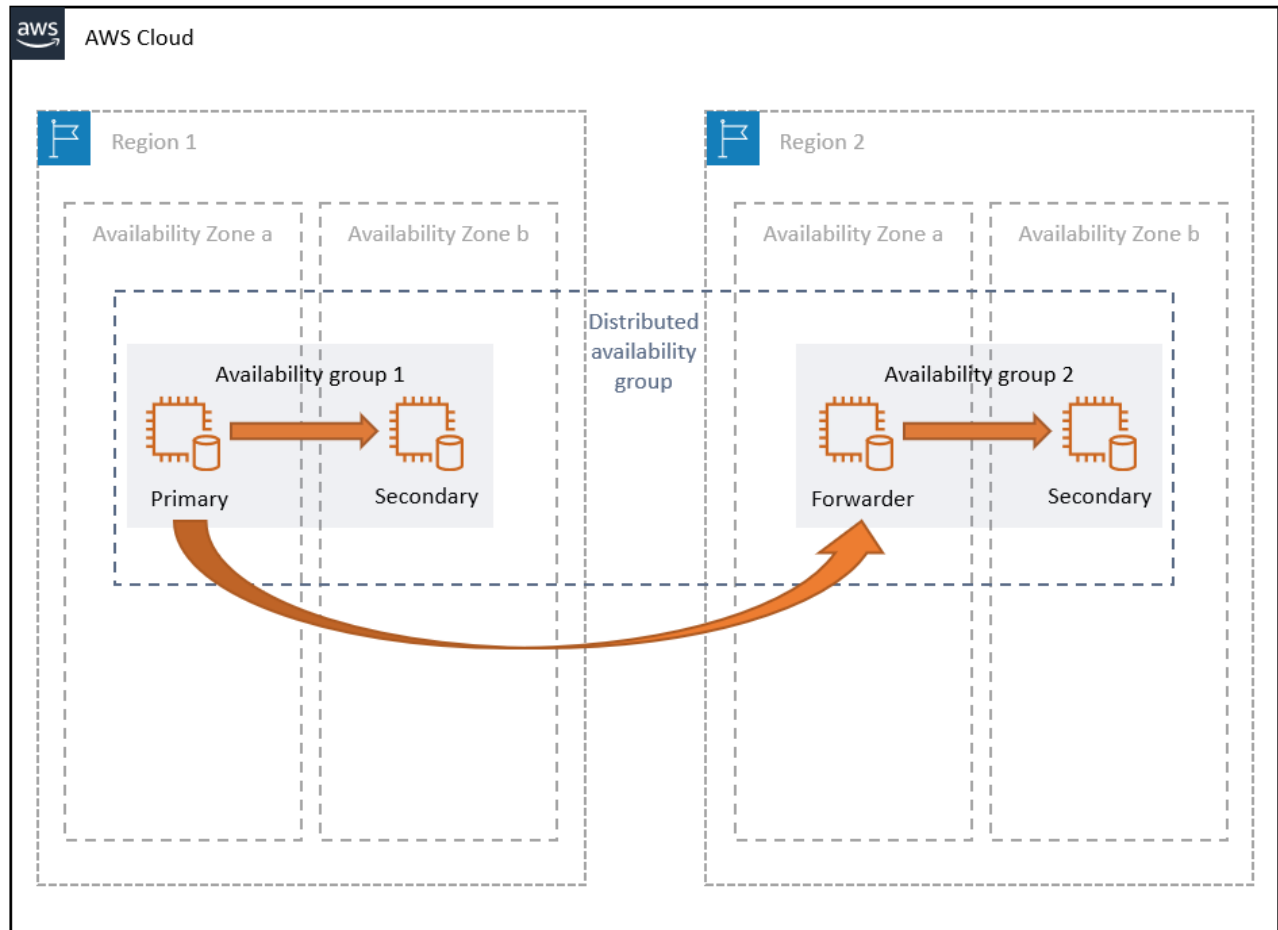 aws
AWS Cloud
Region 1
Region 2
Availability Zone a
Availability Zone b
Availability Zone a
Availability Zone b
Distributed
availability
group
Availability group 1
Availability group 2
Primary
Secondary
Forwarder
Secondary